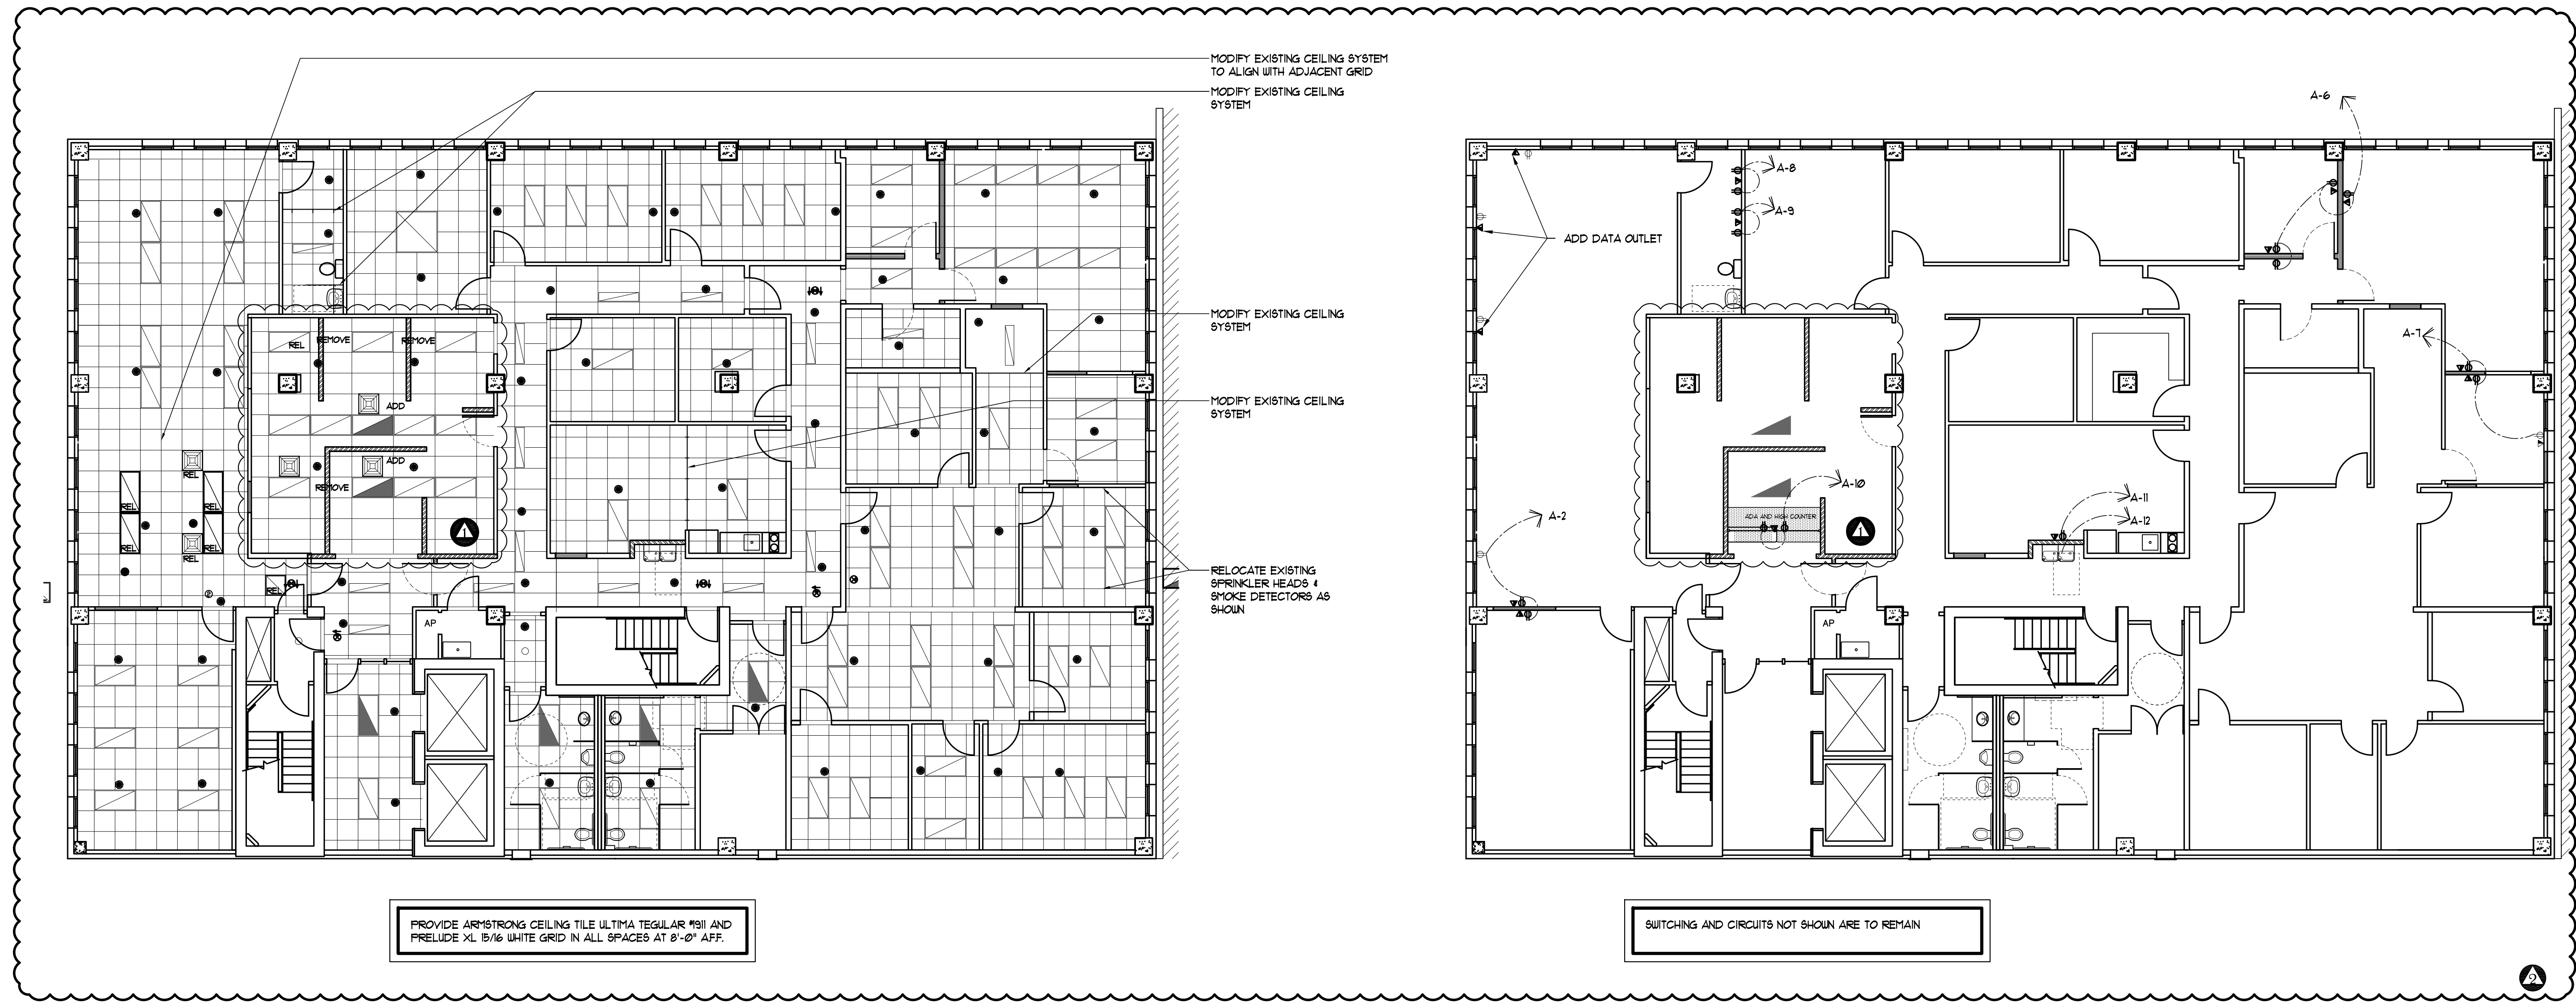 MODIFY EXISTING CEILING SYSTEM
TO ALIGN WITH ADJACENT GRID
MODIFY EXISTING CEILING
SYSTEM
MODIFY EXISTING CEILING
SYSTEM
MODIFY EXISTING CEILING
SYSTEM
RELOCATE EXISTING
SPRINKLER HEADS &
SMOKE DETECTORS AS
SHOWN
REL
REMOVE
REMOVE
ADD
ADD
REMOVE
1
REL
REL
REL
REL
REL
REL
REL
AP
PROVIDE ARMSTRONG CEILING TILE ULTIMA TEGULAR #1911 AND
PRELUDE XL 15/16 WHITE GRID IN ALL SPACES AT 8'-0" A.F.F.
A-6
A-8
A-9
ADD DATA OUTLET
A-7
A-10
ADA AND HIGH COUNTER
1
A-11
A-12
A-2
AP
SWITCHING AND CIRCUITS NOT SHOWN ARE TO REMAIN
2